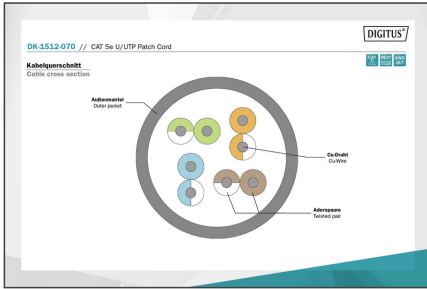 DIGITUS®
DK-1512-070 // CAT 5e U/UTP Patch Cord
Kabelquerschnitt
Cable cross section
Außenmantel
Outer jacket
Cu-Draht
Cu-Wire
Aderspaare
Twisted pair